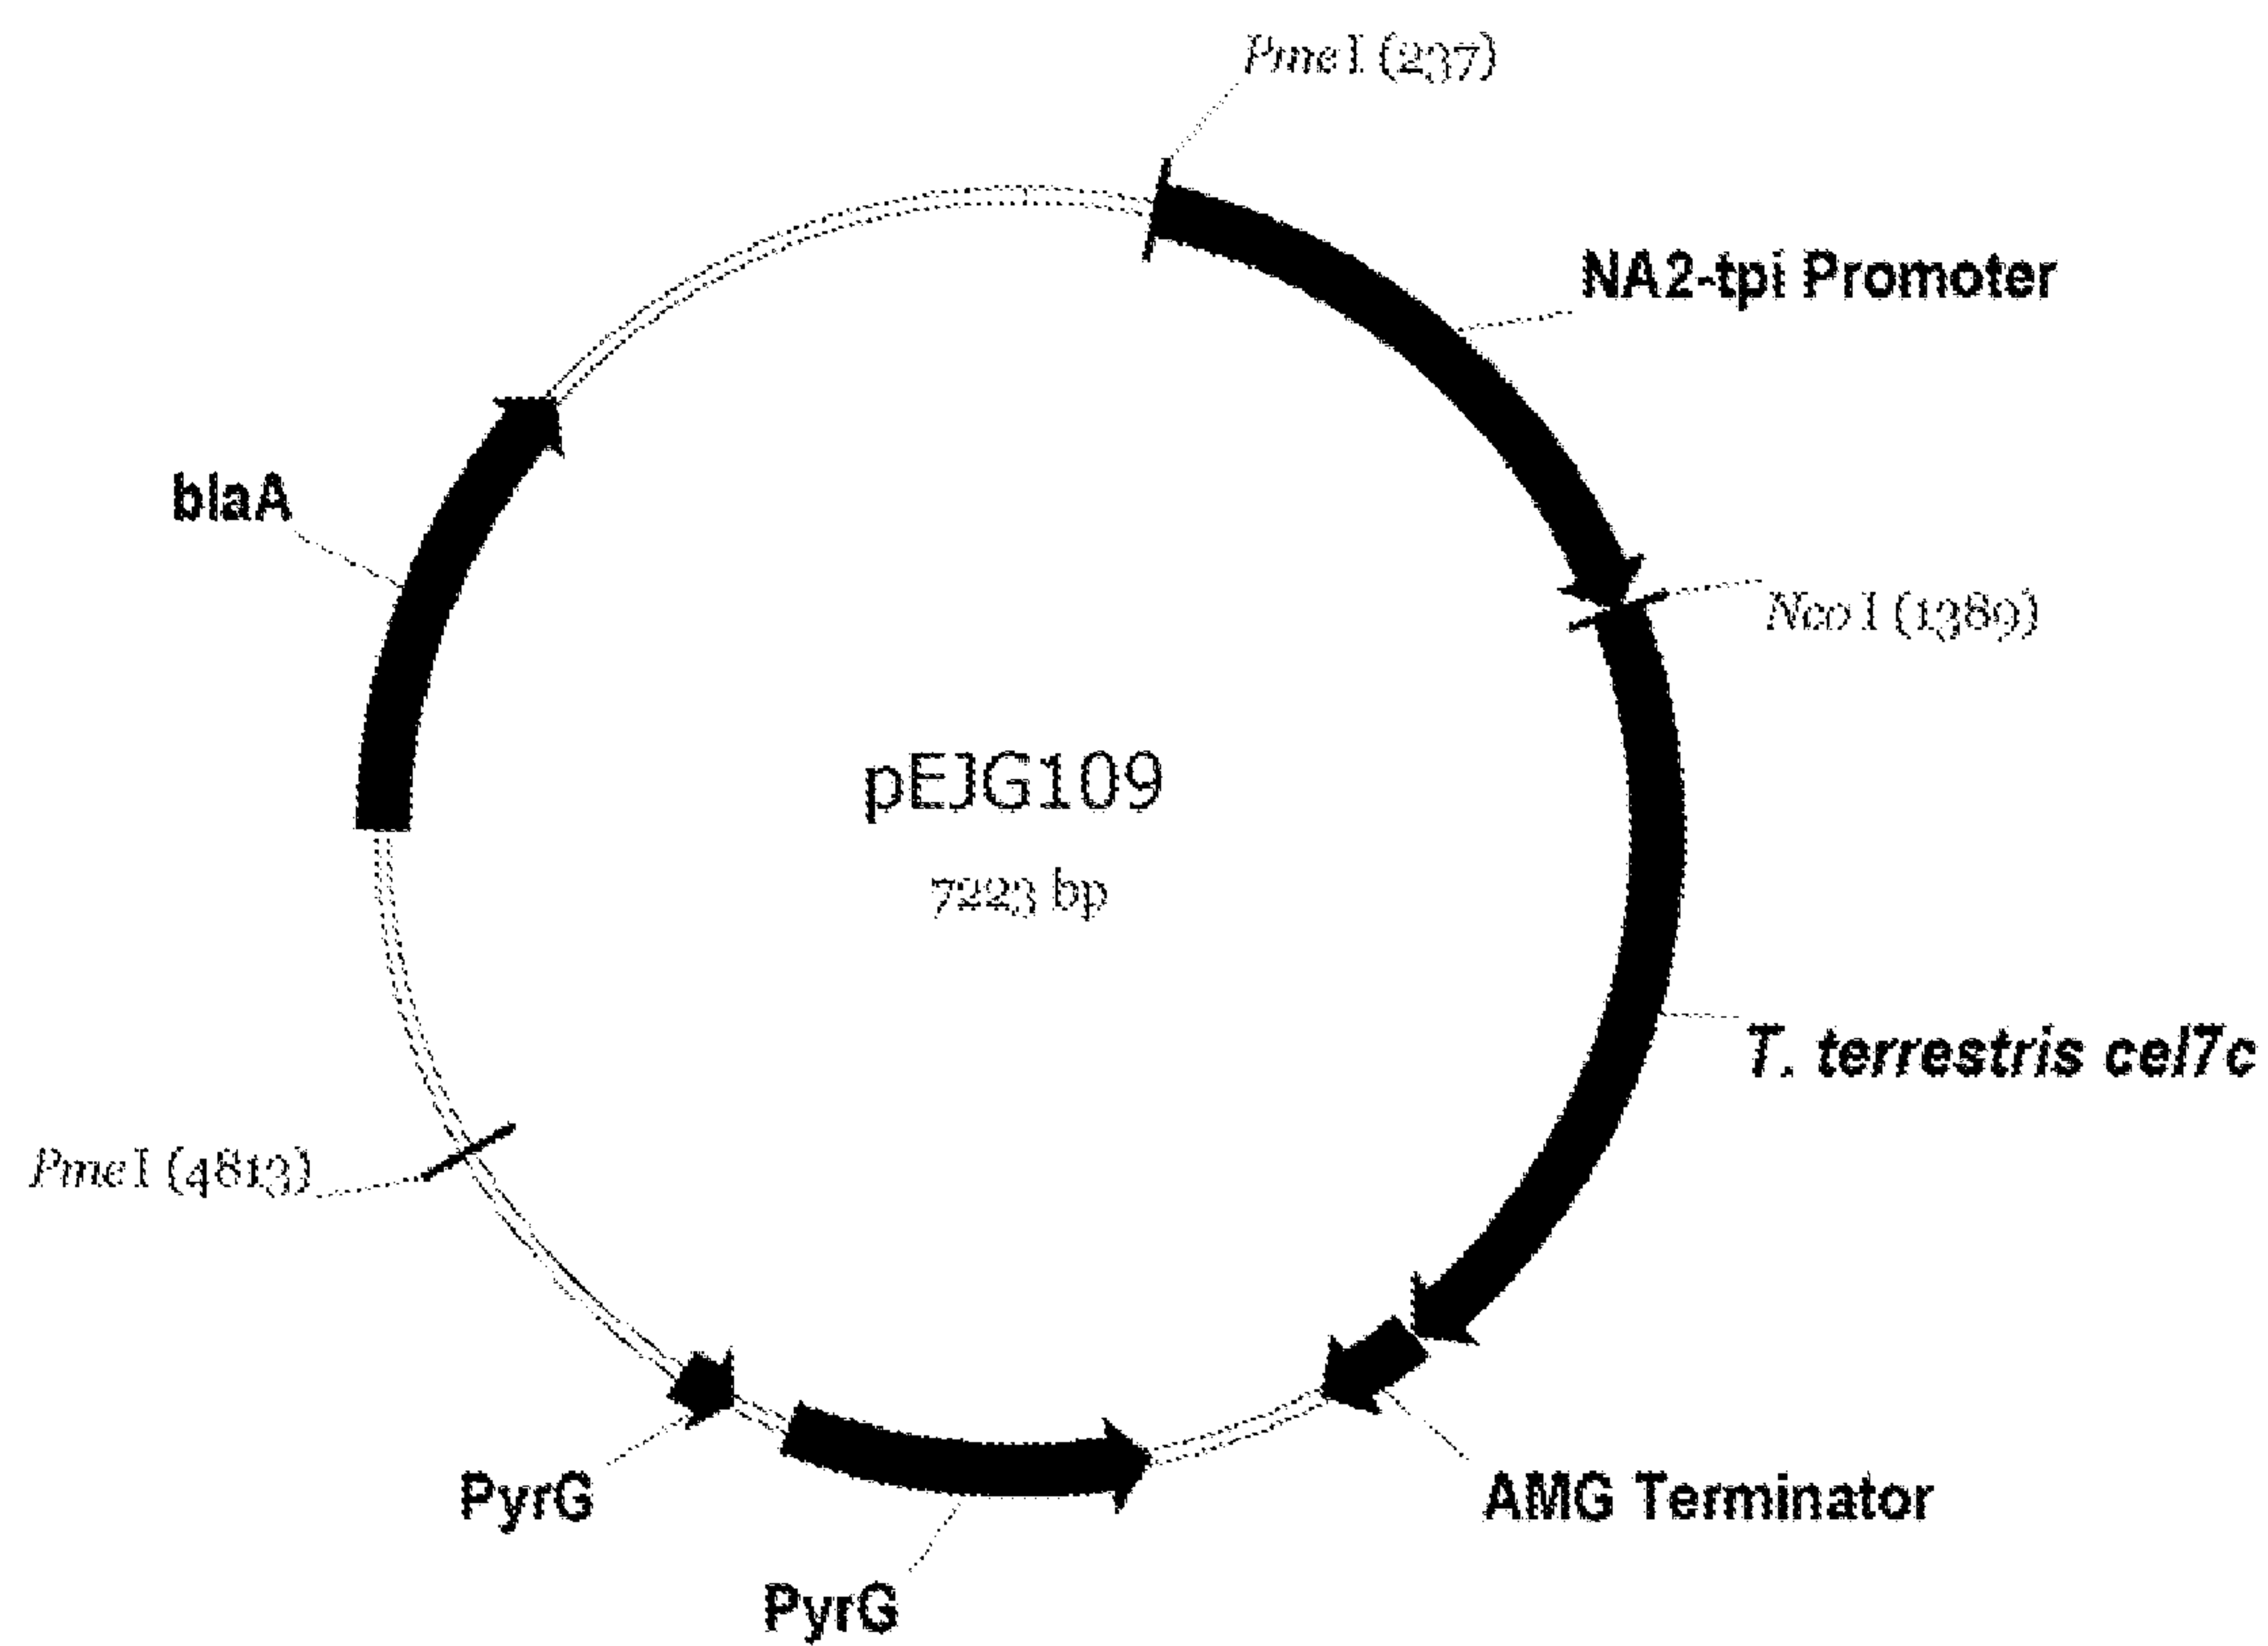 PmeI (237)
NA2-tpi Promoter
blaA
NcoI (1389)
pEJG109
7223 bp
T. terrestris cel7c
PmeI (4813)
PyrG
AMG Terminator
PyrG